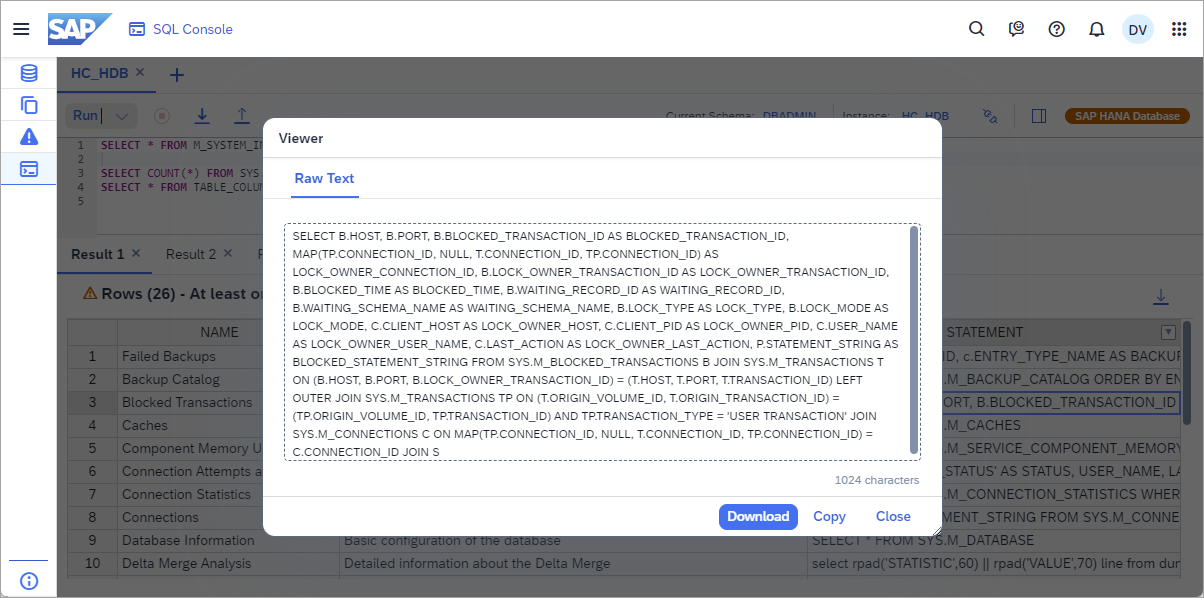 SAP SQL Console DV
HC_HDB
Run Current Schema: DBADMIN Instance: HC_HDB SAP HANA Database
1 SELECT * FROM M_SYSTEM_IN
2
3 SELECT COUNT(*) FROM SYS.
4 SELECT * FROM TABLE_COLUM
5
Viewer
Raw Text
SELECT B.HOST, B.PORT, B.BLOCKED_TRANSACTION_ID AS BLOCKED_TRANSACTION_ID,
MAP(TP.CONNECTION_ID, NULL, T.CONNECTION_ID, TP.CONNECTION_ID) AS
LOCK_OWNER_CONNECTION_ID, B.LOCK_OWNER_TRANSACTION_ID AS LOCK_OWNER_TRANSACTION_ID,
B.BLOCKED_TIME AS BLOCKED_TIME, B.WAITING_RECORD_ID AS WAITING_RECORD_ID,
B.WAITING_SCHEMA_NAME AS WAITING_SCHEMA_NAME, B.LOCK_TYPE AS LOCK_TYPE, B.LOCK_MODE AS
LOCK_MODE, C.CLIENT_HOST AS LOCK_OWNER_HOST, C.CLIENT_PID AS LOCK_OWNER_PID, C.USER_NAME
AS LOCK_OWNER_USER_NAME, C.LAST_ACTION AS LOCK_OWNER_LAST_ACTION, P.STATEMENT_STRING AS
BLOCKED_STATEMENT_STRING FROM SYS.M_BLOCKED_TRANSACTIONS B JOIN SYS.M_TRANSACTIONS T
ON (B.HOST, B.PORT, B.LOCK_OWNER_TRANSACTION_ID) = (T.HOST, T.PORT, T.TRANSACTION_ID) LEFT
OUTER JOIN SYS.M_TRANSACTIONS TP ON (T.ORIGIN_VOLUME_ID, T.ORIGIN_TRANSACTION_ID) =
(TP.ORIGIN_VOLUME_ID, TP.TRANSACTION_ID) AND TP.TRANSACTION_TYPE = 'USER TRANSACTION' JOIN
SYS.M_CONNECTIONS C ON MAP(TP.CONNECTION_ID, NULL, T.CONNECTION_ID, TP.CONNECTION_ID) =
C.CONNECTION_ID JOIN S
1024 characters
Download Copy Close
Result 1 Result 2
Rows (26) - At least o
NAME STATEMENT
1 Failed Backups ID, c.ENTRY_TYPE_NAME AS BACKUP
2 Backup Catalog .M_BACKUP_CATALOG ORDER BY EN
3 Blocked Transactions ORT, B.BLOCKED_TRANSACTION_ID
4 Caches .M_CACHES
5 Component Memory U .M_SERVICE_COMPONENT_MEMORY
6 Connection Attempts a _STATUS' AS STATUS, USER_NAME, LA
7 Connection Statistics .M_CONNECTION_STATISTICS WHER
8 Connections MENT_STRING FROM SYS.M_CONNE
9 Database Information Basic configuration of the database SELECT * FROM SYS.M_DATABASE
10 Delta Merge Analysis Detailed information about the Delta Merge select rpad('STATISTIC',60) || rpad('VALUE',70) line from dum